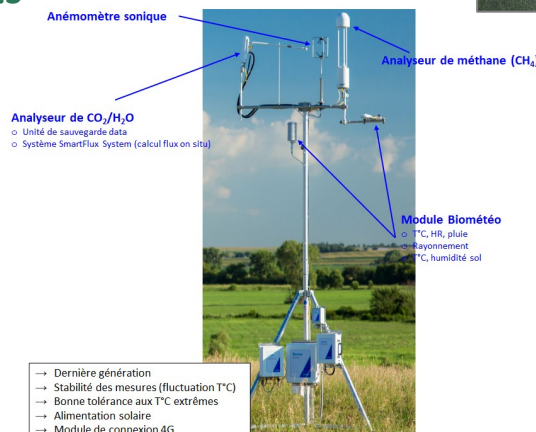 Anémomètre sonique
Analyseur de méthane (CH₄)
Analyseur de CO₂/H₂O
o Unité de sauvegarde data
o Système SmartFlux System (calcul flux on situ)
Module Biométéo
o T°C, HR, pluie
o Rayonnement
T°C, humidité sol
→ Dernière génération
→ Stabilité des mesures (fluctuation T°C)
→ Bonne tolérance aux T°C extrêmes
→ Alimentation solaire
→ Module de connexion 4G